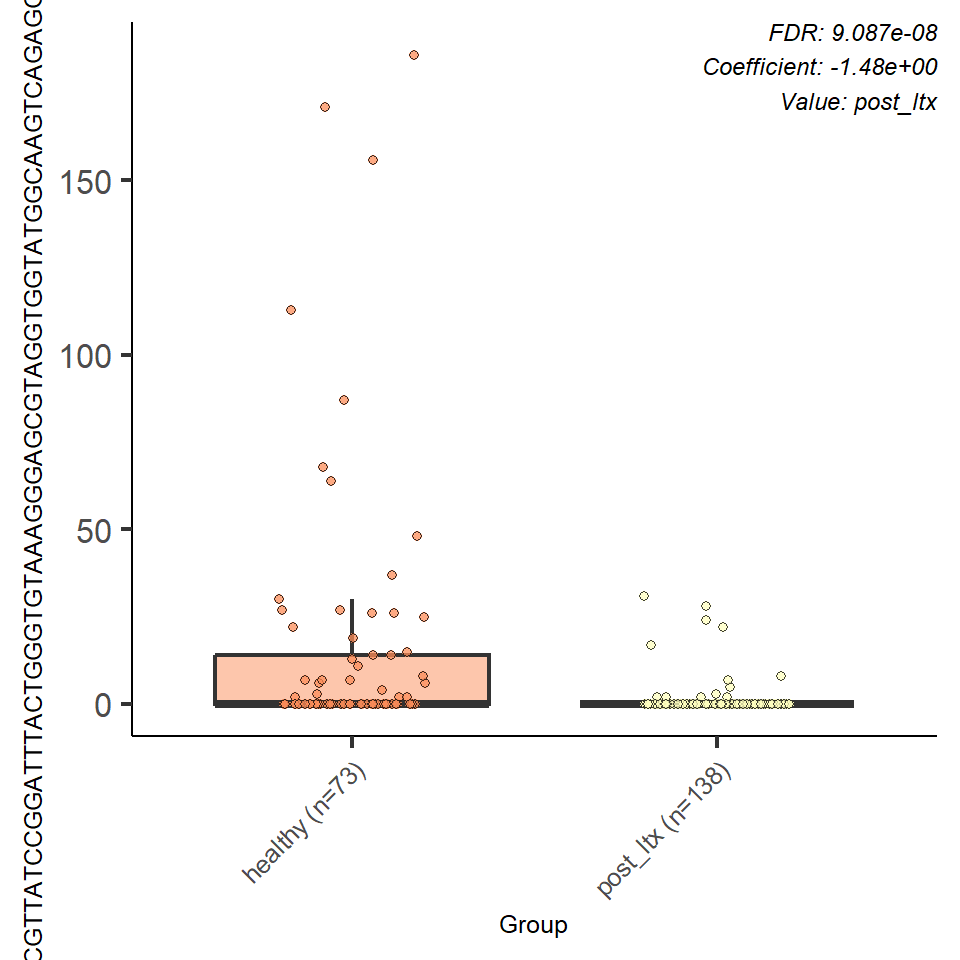 CGTTATCCGGATTTACTGGGTGTAAAGGGAGCGTAGGTGGTATGGCAAGTCAGAG
FDR: 9.087e-08
Coefficient: -1.48e+00
Value: post_ltx
150
100
50
0
healthy (n=73)
post_ltx (n=138)
Group